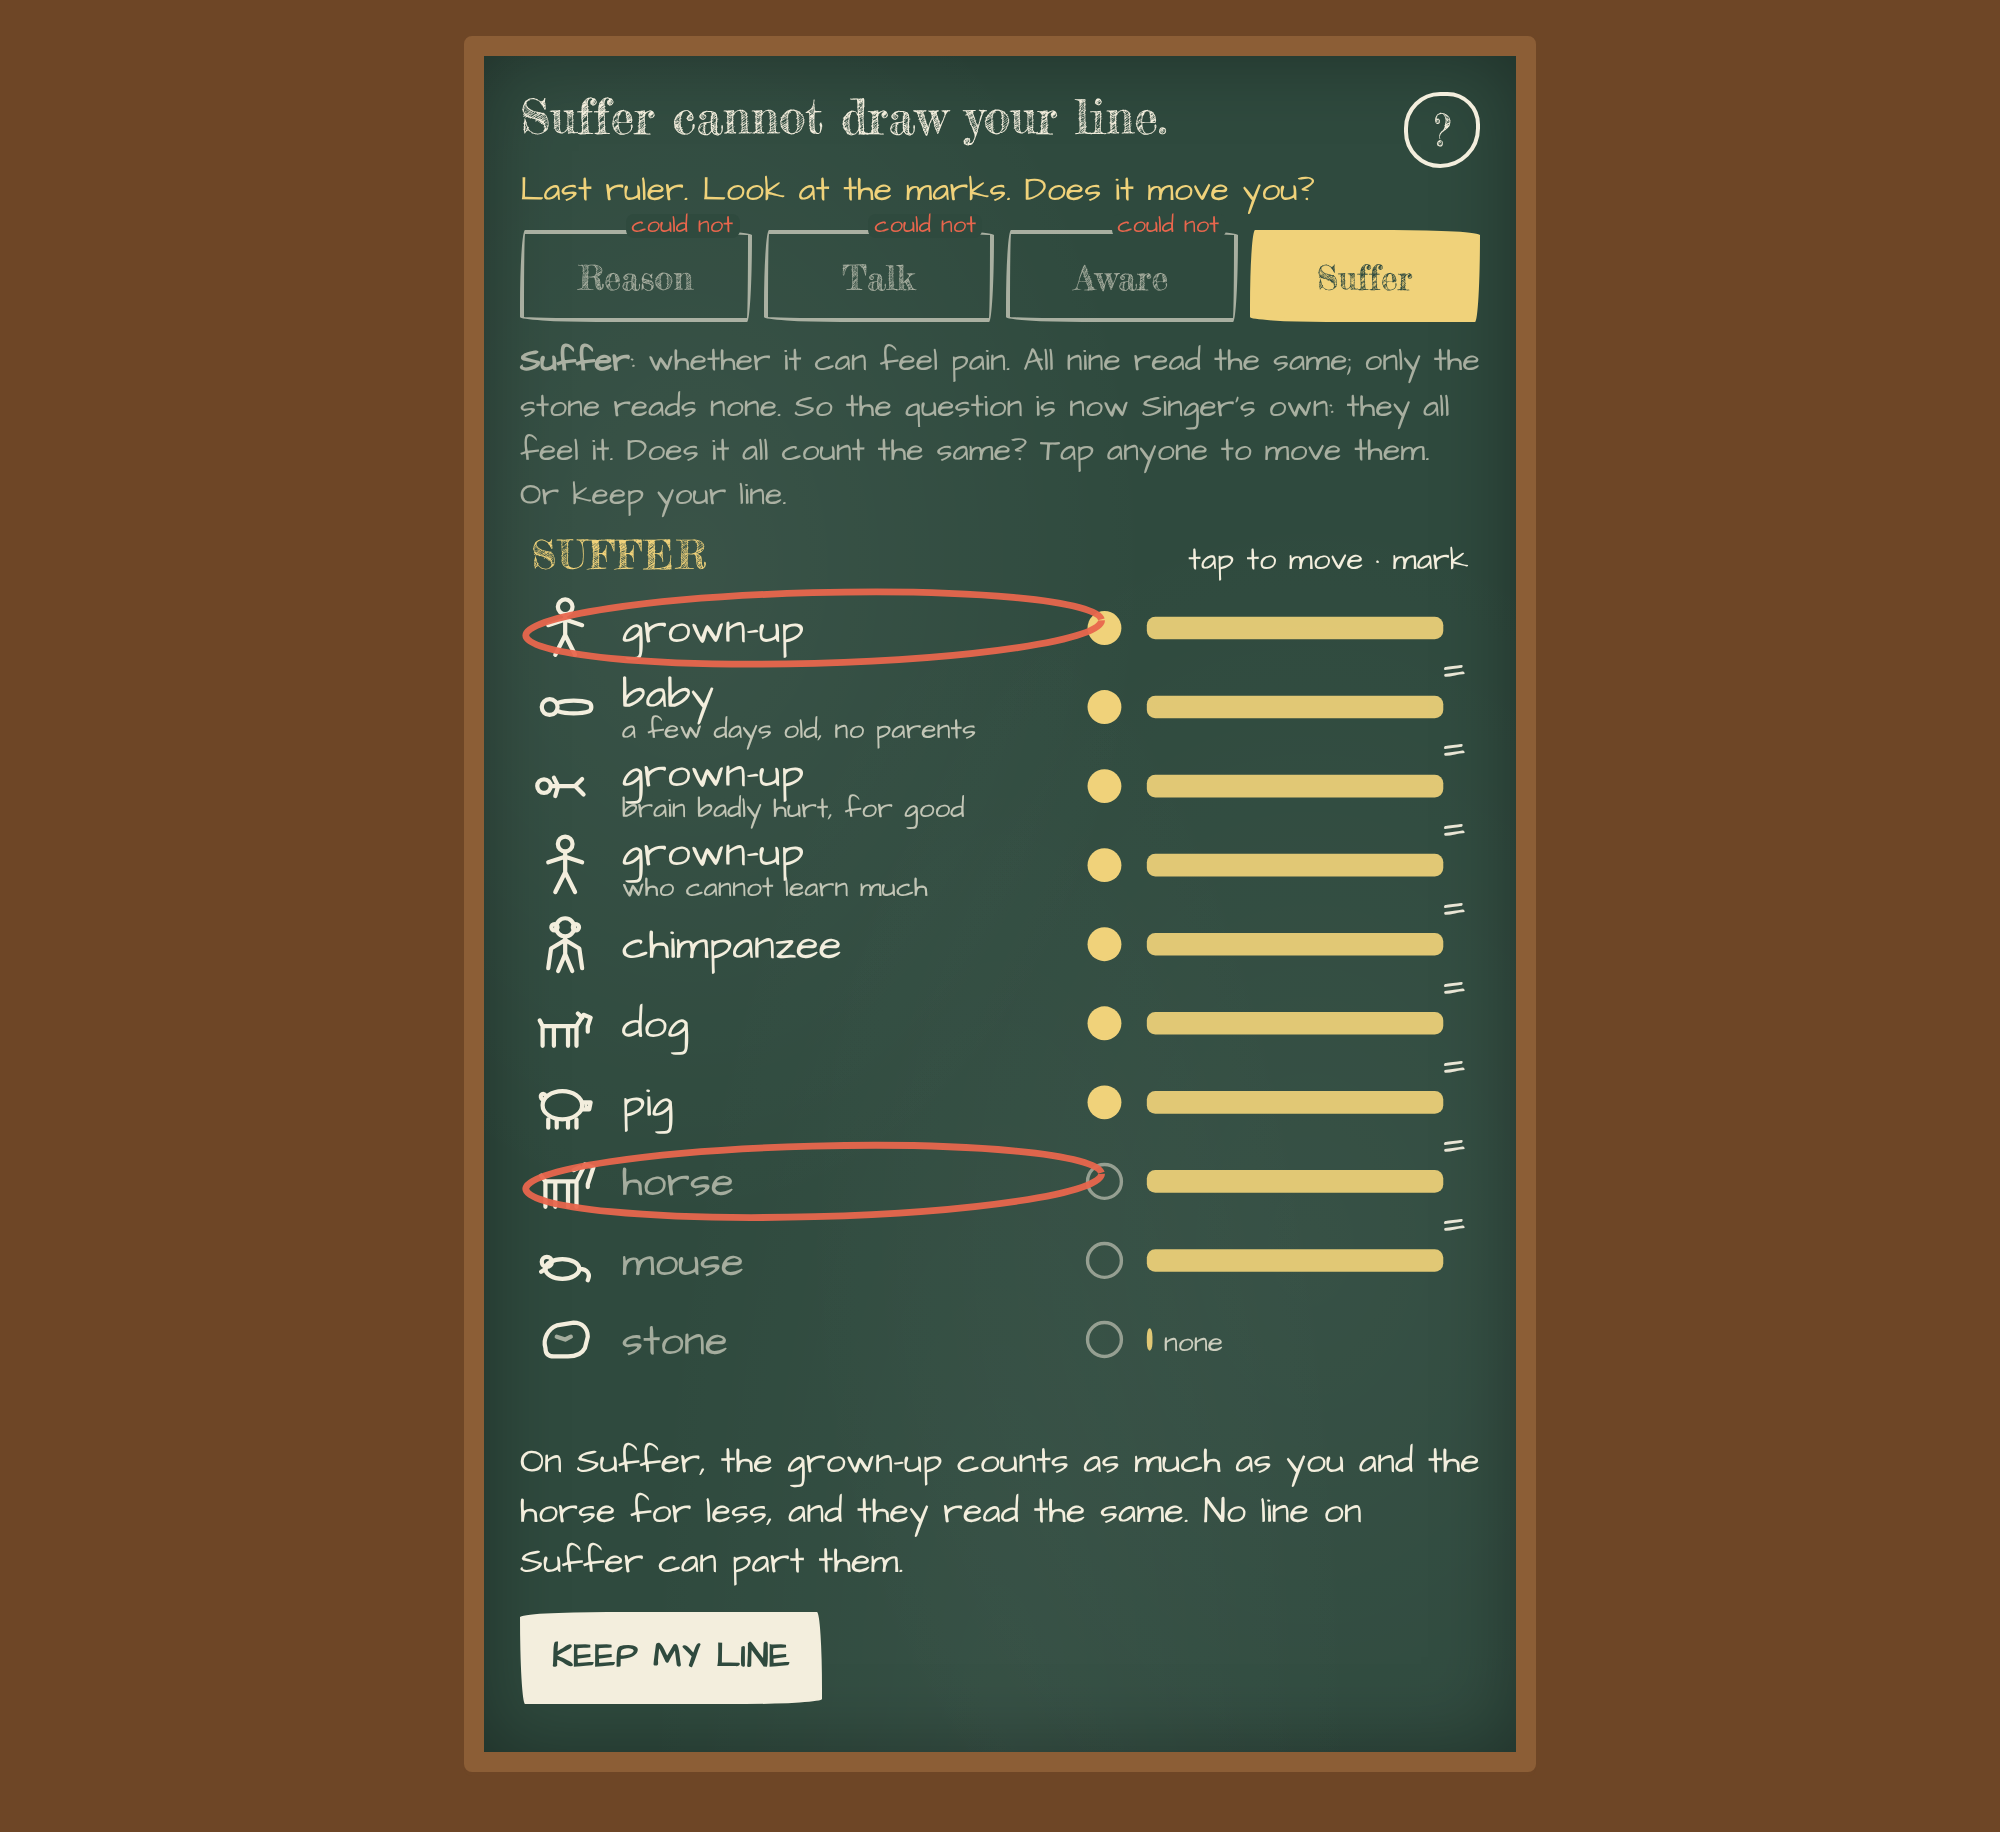 Suffer cannot draw your line.
?
Last ruler. Look at the marks. Does it move you?
could not
could not
could not
Reason
Talk
Aware
Suffer
Suffer: whether it can feel pain. All nine read the same; only the
stone reads none. So the question is now Singer's own: they all
feel it. Does it all count the same? Tap anyone to move them.
Or keep your line.
SUFFER
tap to move · mark
grown-up
=
baby
a few days old, no parents
=
grown-up
brain badly hurt, for good
=
grown-up
who cannot learn much
=
chimpanzee
=
dog
=
pig
=
horse
=
mouse
stone
none
On Suffer, the grown-up counts as much as you and the
horse for less, and they read the same. No line on
Suffer can part them.
KEEP MY LINE